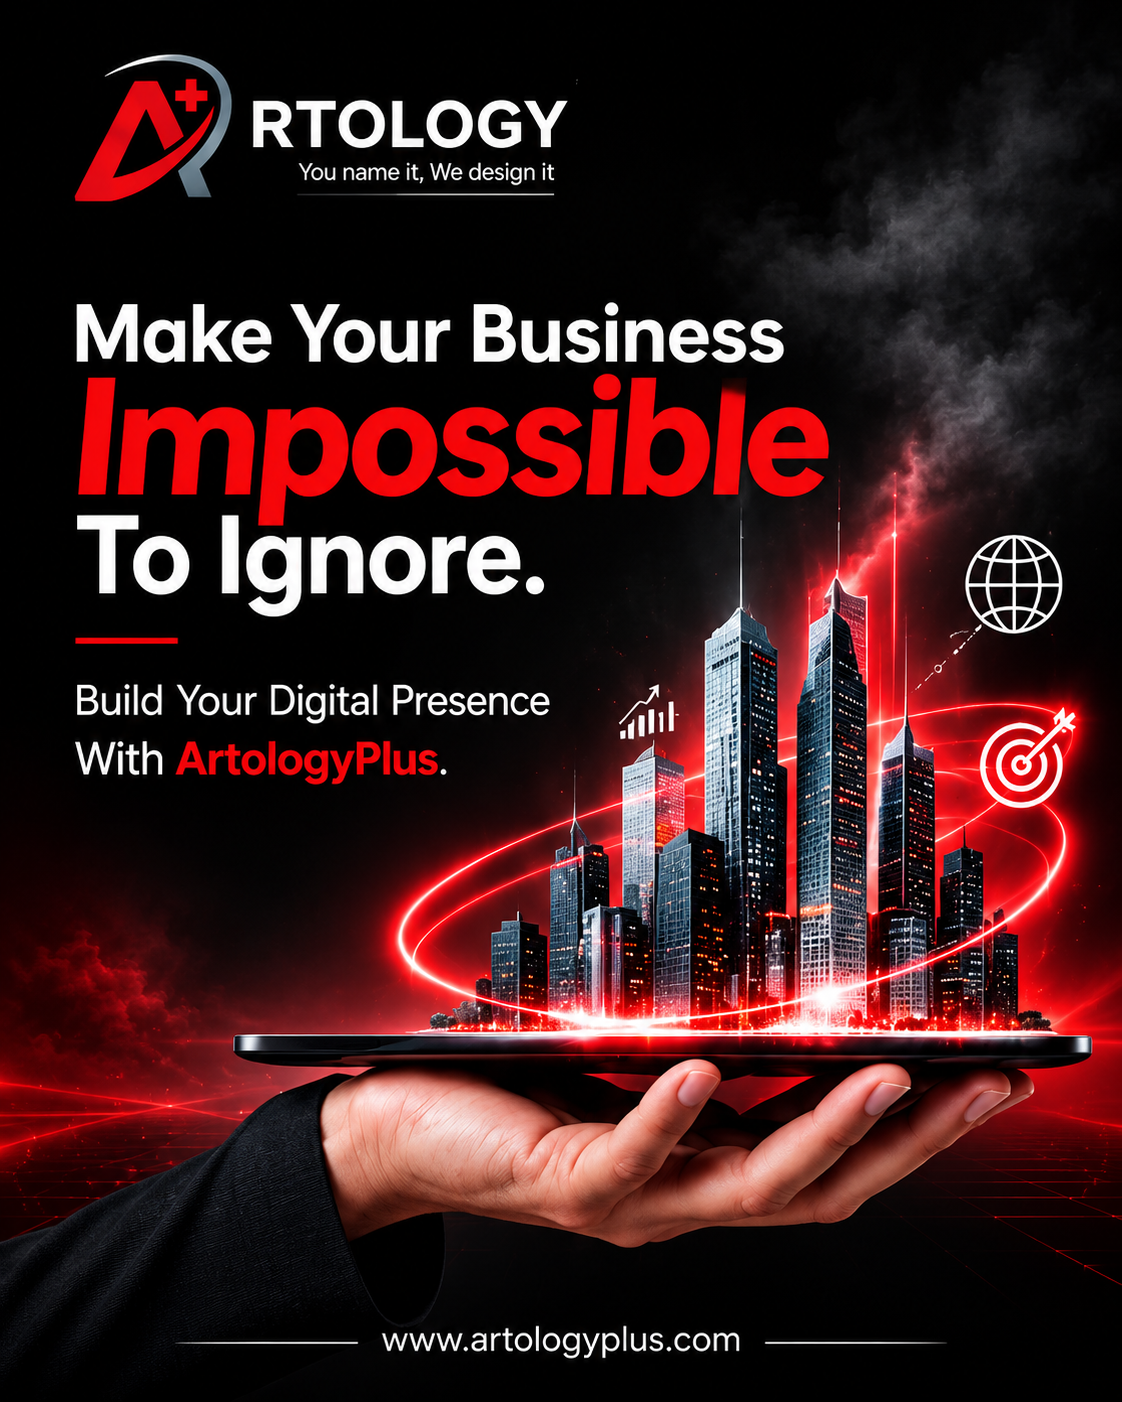 A+ RTOLOGY
You name it, We design it
Make Your Business
Impossible
To Ignore.
Build Your Digital Presence
With ArtologyPlus.
www.artologyplus.com